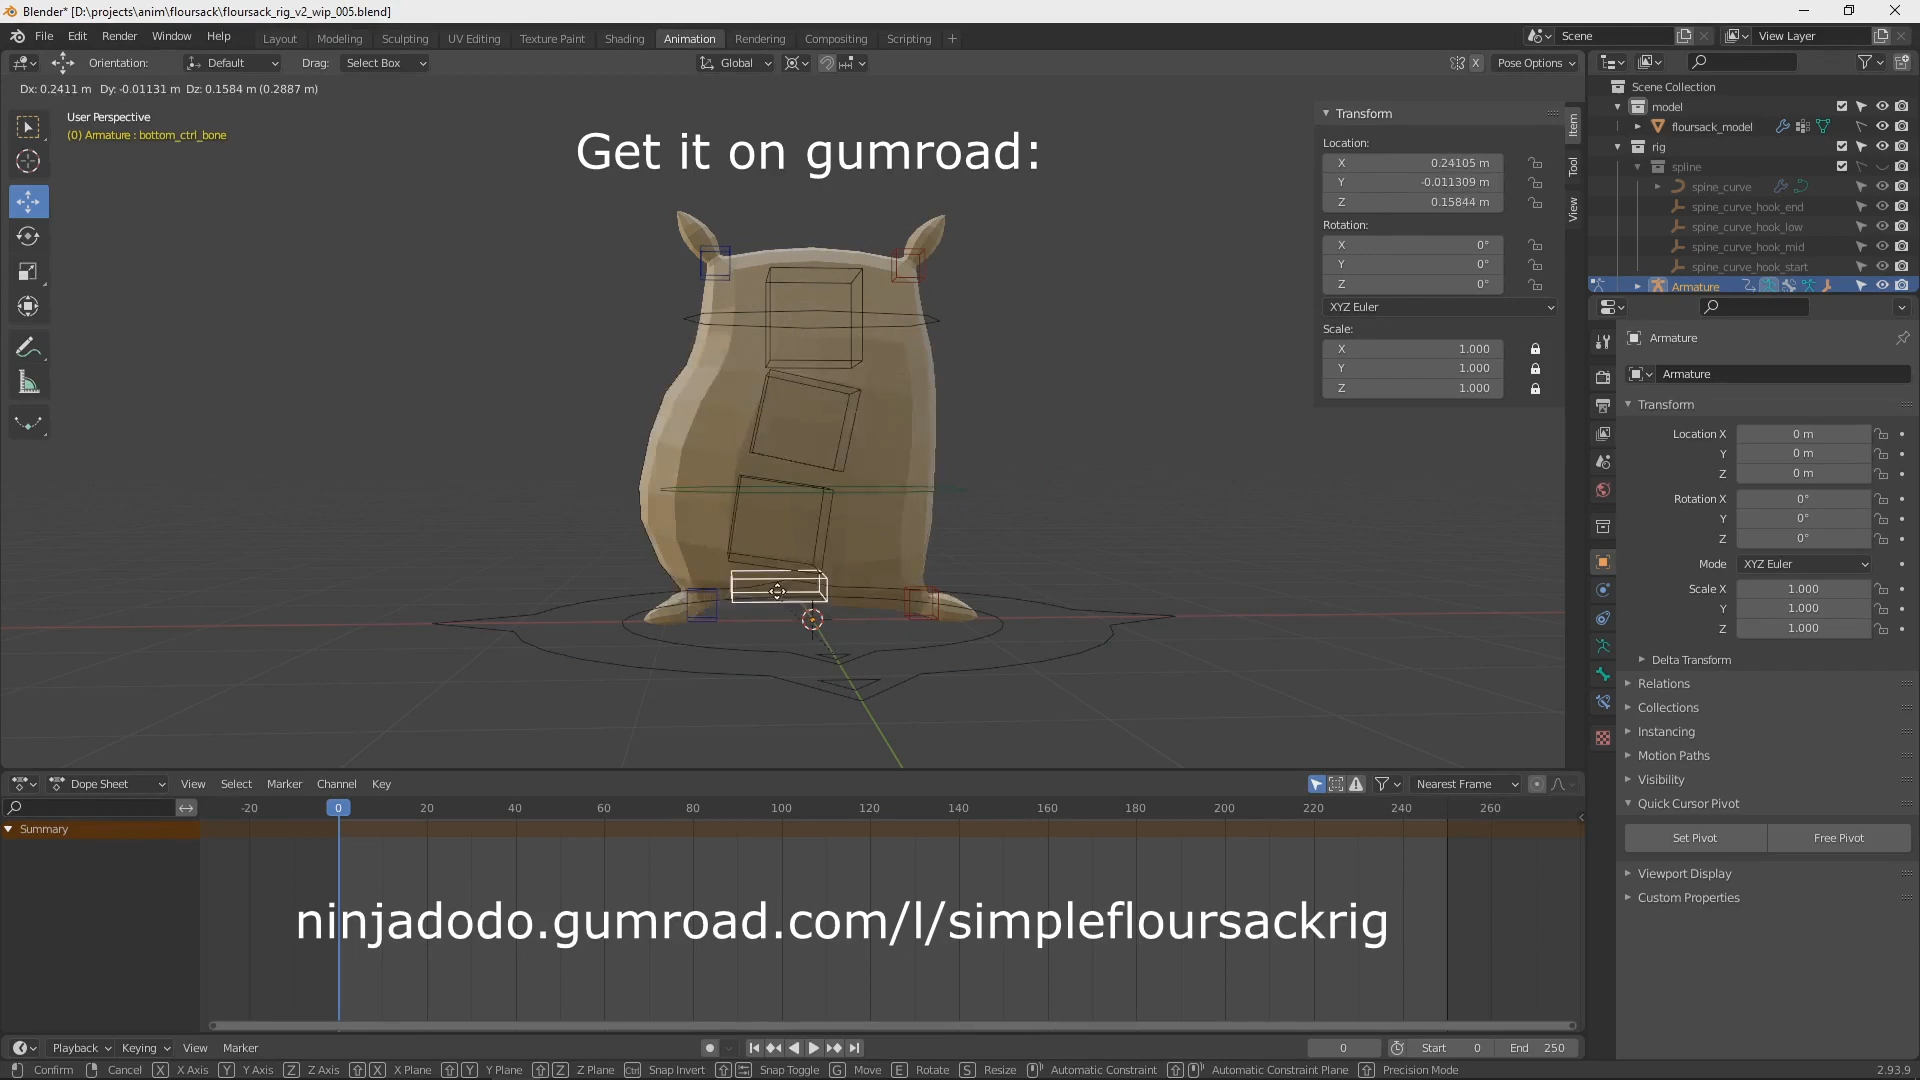 Blender* [D:\projects\anim\floursack\floursack_rig_v2_wip_005.blend]
File Edit Render Window Help Layout Modeling Sculpting UV Editing Texture Paint Shading Animation Rendering Compositing Scripting + Scene View Layer
Orientation: Default Drag: Select Box Global X Pose Options
Dx: 0.2411 m Dy: -0.01131 m Dz: 0.1584 m (0.2887 m)
User Perspective
(0) Armature : bottom_ctrl_bone
Get it on gumroad:
Transform
Location:
X 0.24105 m
Y -0.011309 m
Z 0.15844 m
Rotation:
X 0°
Y 0°
Z 0°
XYZ Euler
Scale:
X 1.000
Y 1.000
Z 1.000
Item
Tool
View
Scene Collection
model
floursack_model
rig
spline
spine_curve
spine_curve_hook_end
spine_curve_hook_low
spine_curve_hook_mid
spine_curve_hook_start
Armature
Armature
Armature
Transform
Location X 0 m
Y 0 m
Z 0 m
Rotation X 0°
Y 0°
Z 0°
Mode XYZ Euler
Scale X 1.000
Y 1.000
Z 1.000
Delta Transform
Relations
Collections
Instancing
Motion Paths
Visibility
Quick Cursor Pivot
Set Pivot Free Pivot
Viewport Display
Custom Properties
Dope Sheet View Select Marker Channel Key Nearest Frame
-20 0 20 40 60 80 100 120 140 160 180 200 220 240 260
Summary
ninjadodo.gumroad.com/l/simplefloursackrig
Playback Keying View Marker 0 Start 0 End 250
Confirm Cancel X X Axis Y Y Axis Z Z Axis X X Plane Y Y Plane Z Z Plane Ctrl Snap Invert Snap Toggle G Move E Rotate S Resize Automatic Constraint Automatic Constraint Plane Precision Mode 2.93.9